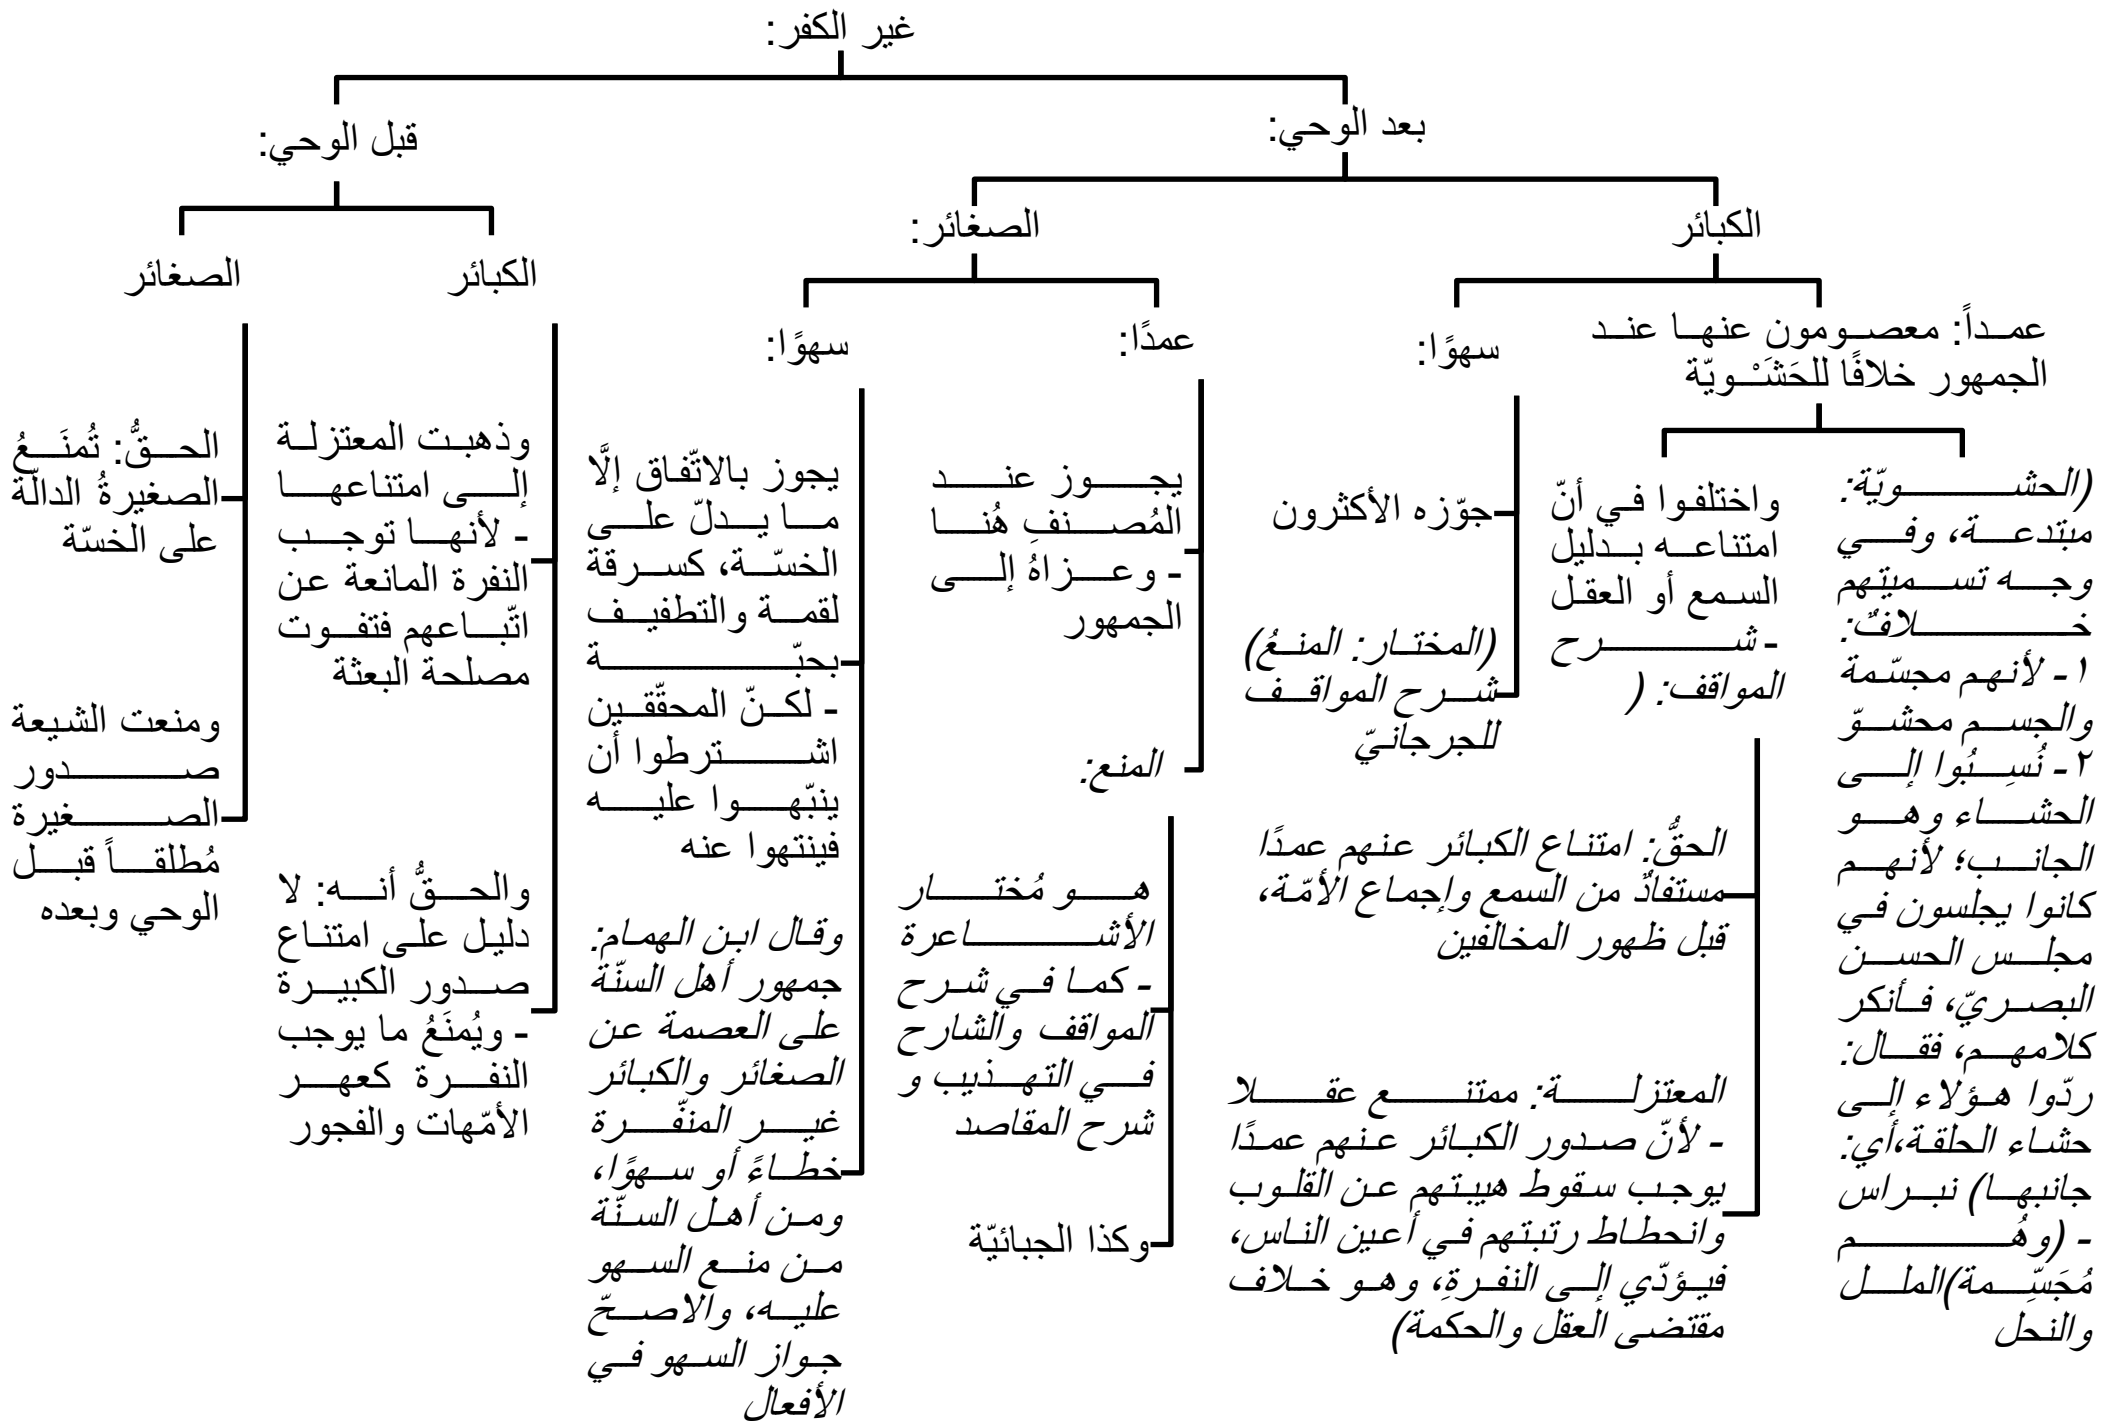 غير الكفر:
بعد الوحي:
الكبائر
عمداً: معصومون عنها عند
الجمهور خلافًا للحَشَْويّة
(الحشويّة:
مبتدعة، وفي
وجه تسميتهم
خلافٌ:
١- لأنهم مجسّمة
والجسم محشوّ
٢- نُسِبُوا إلى
الحشاء وهو
الجانب؛ لأنهم
كانوا يجلسون في
مجلس الحسن
البصريّ، فأنكر
كلامهم، فقال:
ردّوا هؤلاء إلى
حشاء الحلقة،أي:
جانبها) نبراس
- (وهُم
مُجَسِّمة)الملل
والنحل
واختلفوا في أنّ
امتناعه بدليل
السمع أو العقل
- شرح
المواقف: (
الحقُّ: امتناع الكبائر عنهم عمدًا
مستفادٌ من السمع وإجماع الأمّة،
قبل ظهور المخالفين
المعتزلة: ممتنع عقلا
- لأنّ صدور الكبائر عنهم عمدًا
يوجب سقوط هيبتهم عن القلوب
وانحطاط رتبتهم في أعين الناس،
فيؤدّي إلى النفرةِ، وهو خلاف
مقتضى العقل والحكمة)
سهوًا:
جوّزه الأكثرون
(المختار: المنعُ)
شرح المواقف
للجرجانيّ
الصغائر:
عمدًا:
يجوز عند
المُصنفِ هُنا
- وعزاهُ إلى
الجمهور
المنع:
هو مُختار
الأشاعرة
- كما في شرح
المواقف والشارح
في التهذيب و
شرح المقاصد
وكذا الجبائيّة
سهوًا:
يجوز بالاتّفاق إلَّا
ما يدلّ على
الخسّة، كسرقة
لقمة والتطفيف
بحبّة
- لكنّ المحقّقين
اشترطوا أن
ينبّهوا عليه
فينتهوا عنه
وقال ابن الهمام:
جمهور أهل السنّة
على العصمة عن
الصغائر والكبائر
غير المنفّرة
خطاءً أو سهوًا،
ومن أهل السنّة
من منع السهو
عليه، والاصحّ
جواز السهو في
الأفعال
قبل الوحي:
الكبائر
وذهبت المعتزلة
إلى امتناعها
- لأنها توجب
النفرة المانعة عن
اتّباعهم فتفوت
مصلحة البعثة
والحقُّ أنه: لا
دليل على امتناع
صدور الكبيرة
- ويُمنَعُ ما يوجب
النفرة كعهر
الأمّهات والفجور
الصغائر
الحقُّ: تُمنَعُ
الصغيرةُ الدالّة
على الخسّة
ومنعت الشيعة
صدور
الصغيرة
مُطلقاً قبل
الوحي وبعده